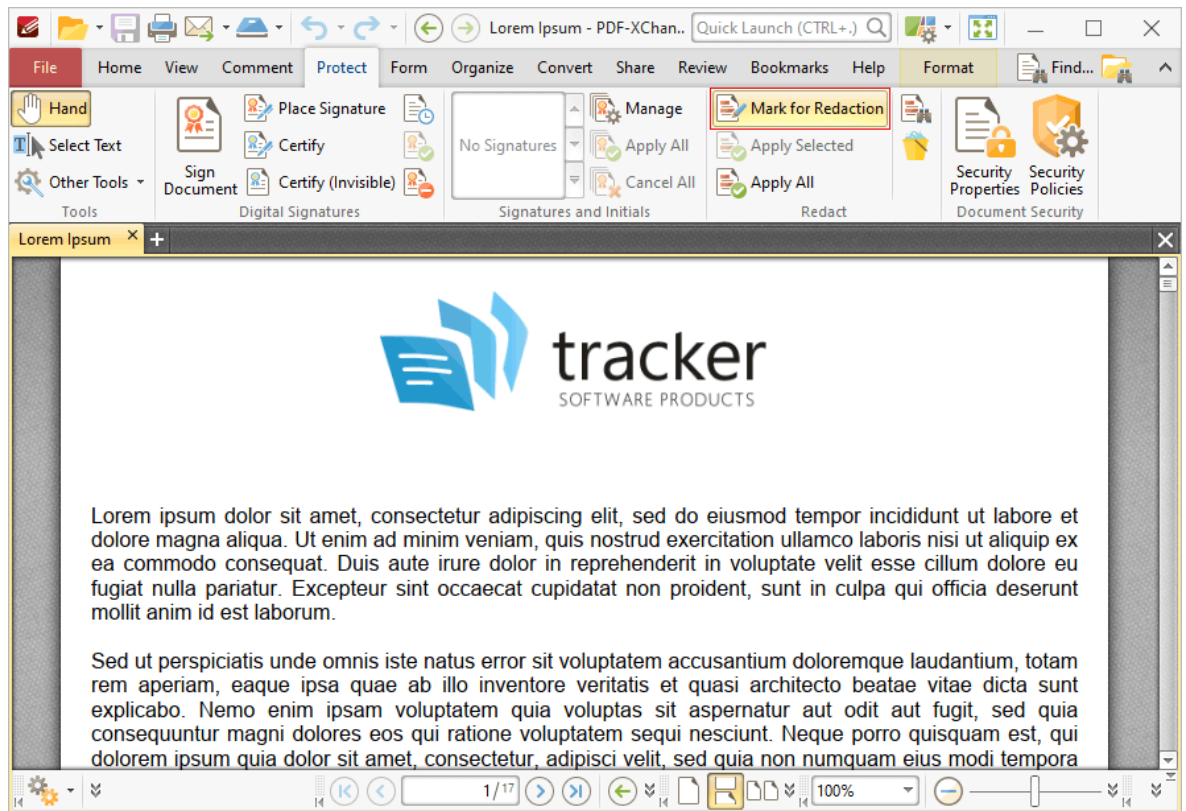 Lorem Ipsum - PDF-XChan.. Quick Launch (CTRL+.)
File Home View Comment Protect Form Organize Convert Share Review Bookmarks Help Format Find...
Hand
Select Text
Other Tools
Tools
Sign
Document
Place Signature
Certify
Certify (Invisible)
Digital Signatures
No Signatures
Manage
Apply All
Cancel All
Signatures and Initials
Mark for Redaction
Apply Selected
Apply All
Redact
Security
Properties
Security
Policies
Document Security
Lorem Ipsum
tracker
SOFTWARE PRODUCTS
Lorem ipsum dolor sit amet, consectetur adipiscing elit, sed do eiusmod tempor incididunt ut labore et
dolore magna aliqua. Ut enim ad minim veniam, quis nostrud exercitation ullamco laboris nisi ut aliquip ex
ea commodo consequat. Duis aute irure dolor in reprehenderit in voluptate velit esse cillum dolore eu
fugiat nulla pariatur. Excepteur sint occaecat cupidatat non proident, sunt in culpa qui officia deserunt
mollit anim id est laborum.
Sed ut perspiciatis unde omnis iste natus error sit voluptatem accusantium doloremque laudantium, totam
rem aperiam, eaque ipsa quae ab illo inventore veritatis et quasi architecto beatae vitae dicta sunt
explicabo. Nemo enim ipsam voluptatem quia voluptas sit aspernatur aut odit aut fugit, sed quia
consequuntur magni dolores eos qui ratione voluptatem sequi nesciunt. Neque porro quisquam est, qui
dolorem ipsum quia dolor sit amet, consectetur, adipisci velit, sed quia non numquam eius modi tempora
1/17
100%